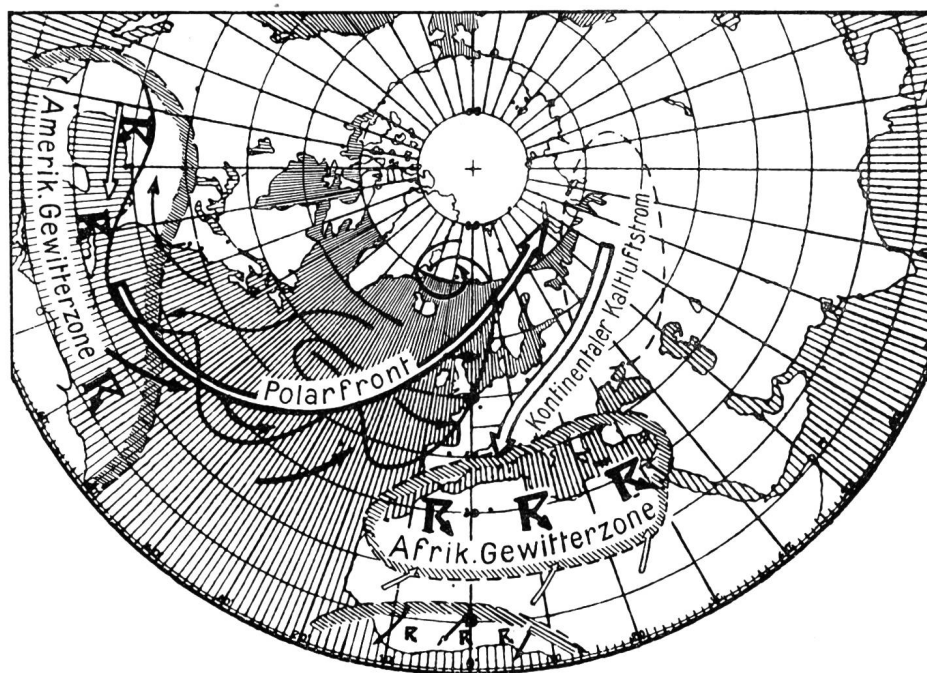 Amerik. Gewitterzone
Polarfront
Kontinentaler Kaltluftstrom
Afrik. Gewitterzone